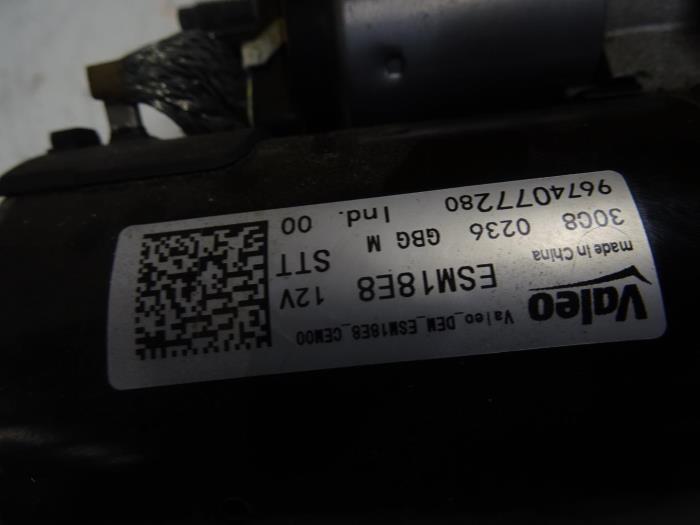 Valeo_DEM_ESM18E8_CEM00
Valeo
made in China
ESM18E8 12V
STT
30C8 0236 GBG M
9674077280 Ind. 00